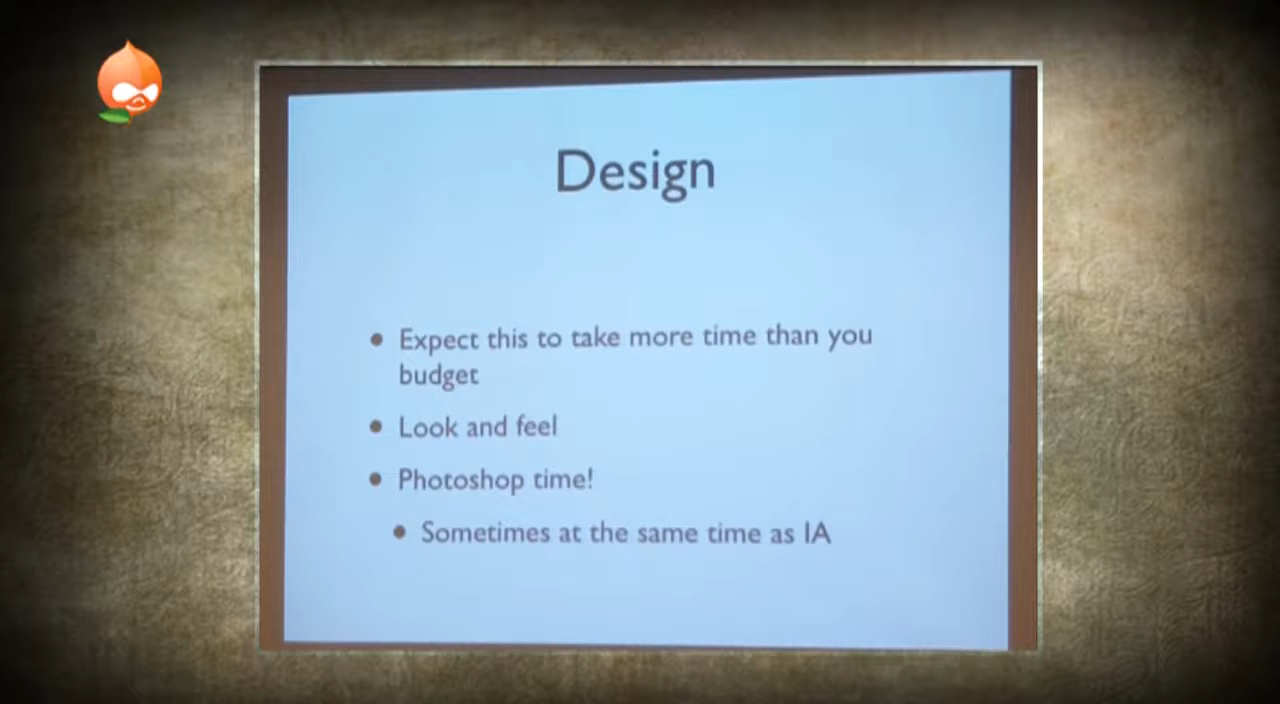 Design
• Expect this to take more time than you
budget
• Look and feel
• Photoshop time!
• Sometimes at the same time as IA